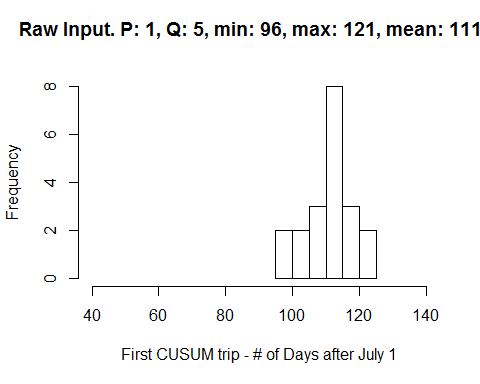 Raw Input. P: 1, Q: 5, min: 96, max: 121, mean: 111
8
6
4
2
0
Frequency
40 60 80 100 120 140
First CUSUM trip - # of Days after July 1